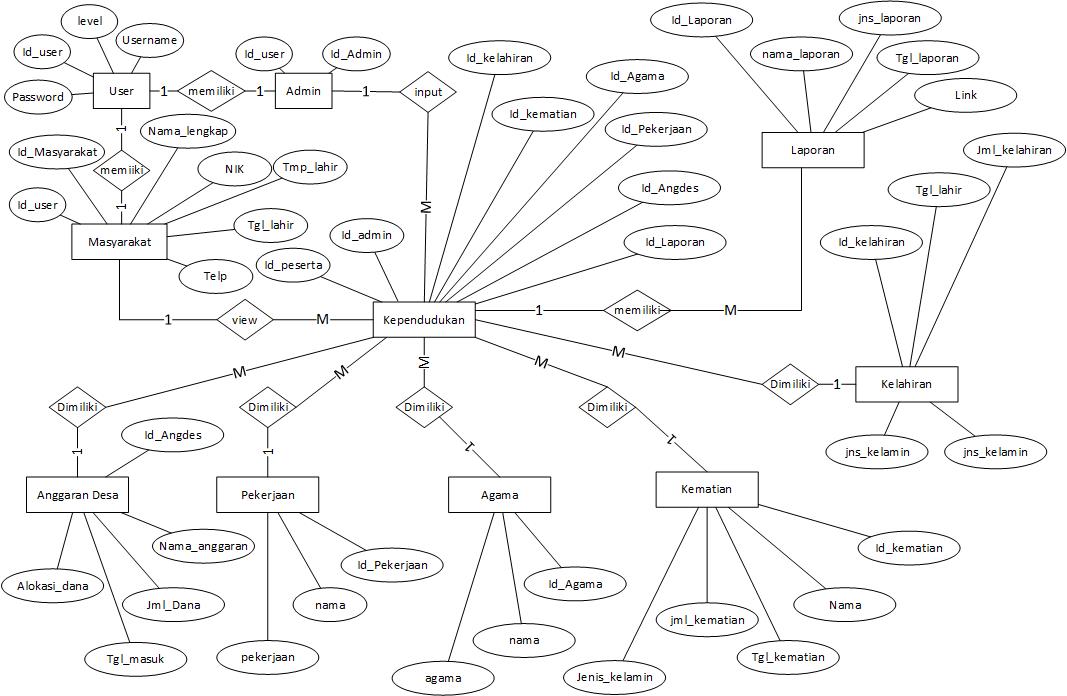 level
Id_user
Username
Password
User
1
memiliki
1
Id_user
Id_Admin
Admin
1
input
M
1
memiiki
1
Id_Masyarakat
Nama_lengkap
NIK
Tmp_lahir
Id_user
Masyarakat
Tgl_lahir
Telp
1
view
M
Id_kelahiran
Id_kematian
Id_Agama
Id_Pekerjaan
Id_Angdes
Id_Laporan
Id_admin
Id_peserta
Kependudukan
1
memiliki
M
Id_Laporan
jns_laporan
nama_laporan
Tgl_laporan
Link
Laporan
Jml_kelahiran
Tgl_lahir
Id_kelahiran
M
Dimiliki
1
Kelahiran
jns_kelamin
jns_kelamin
M
Dimiliki
1
Id_Angdes
Anggaran Desa
Nama_anggaran
Alokasi_dana
Jml_Dana
Tgl_masuk
M
Dimiliki
1
Pekerjaan
Id_Pekerjaan
nama
pekerjaan
M
Dimiliki
1
Agama
Id_Agama
nama
agama
M
Dimiliki
1
Kematian
Id_kematian
Nama
jml_kematian
Tgl_kematian
Jenis_kelamin